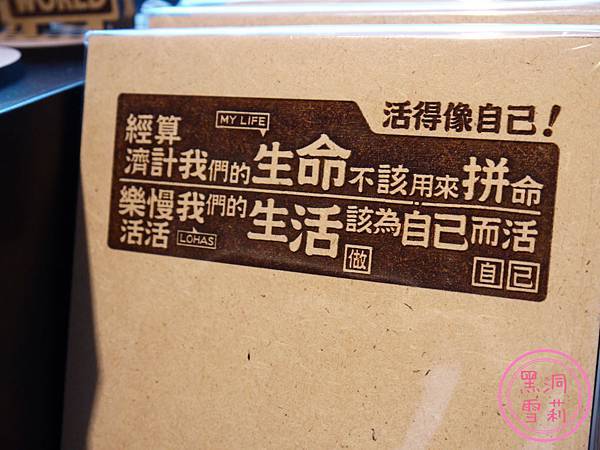 WORLD
活得像自己!
MY LIFE
經濟算計我們的生命不該用來拼命
樂活慢活我們的生活該為自己而活
LOHAS
做自己
黑洞
雪莉